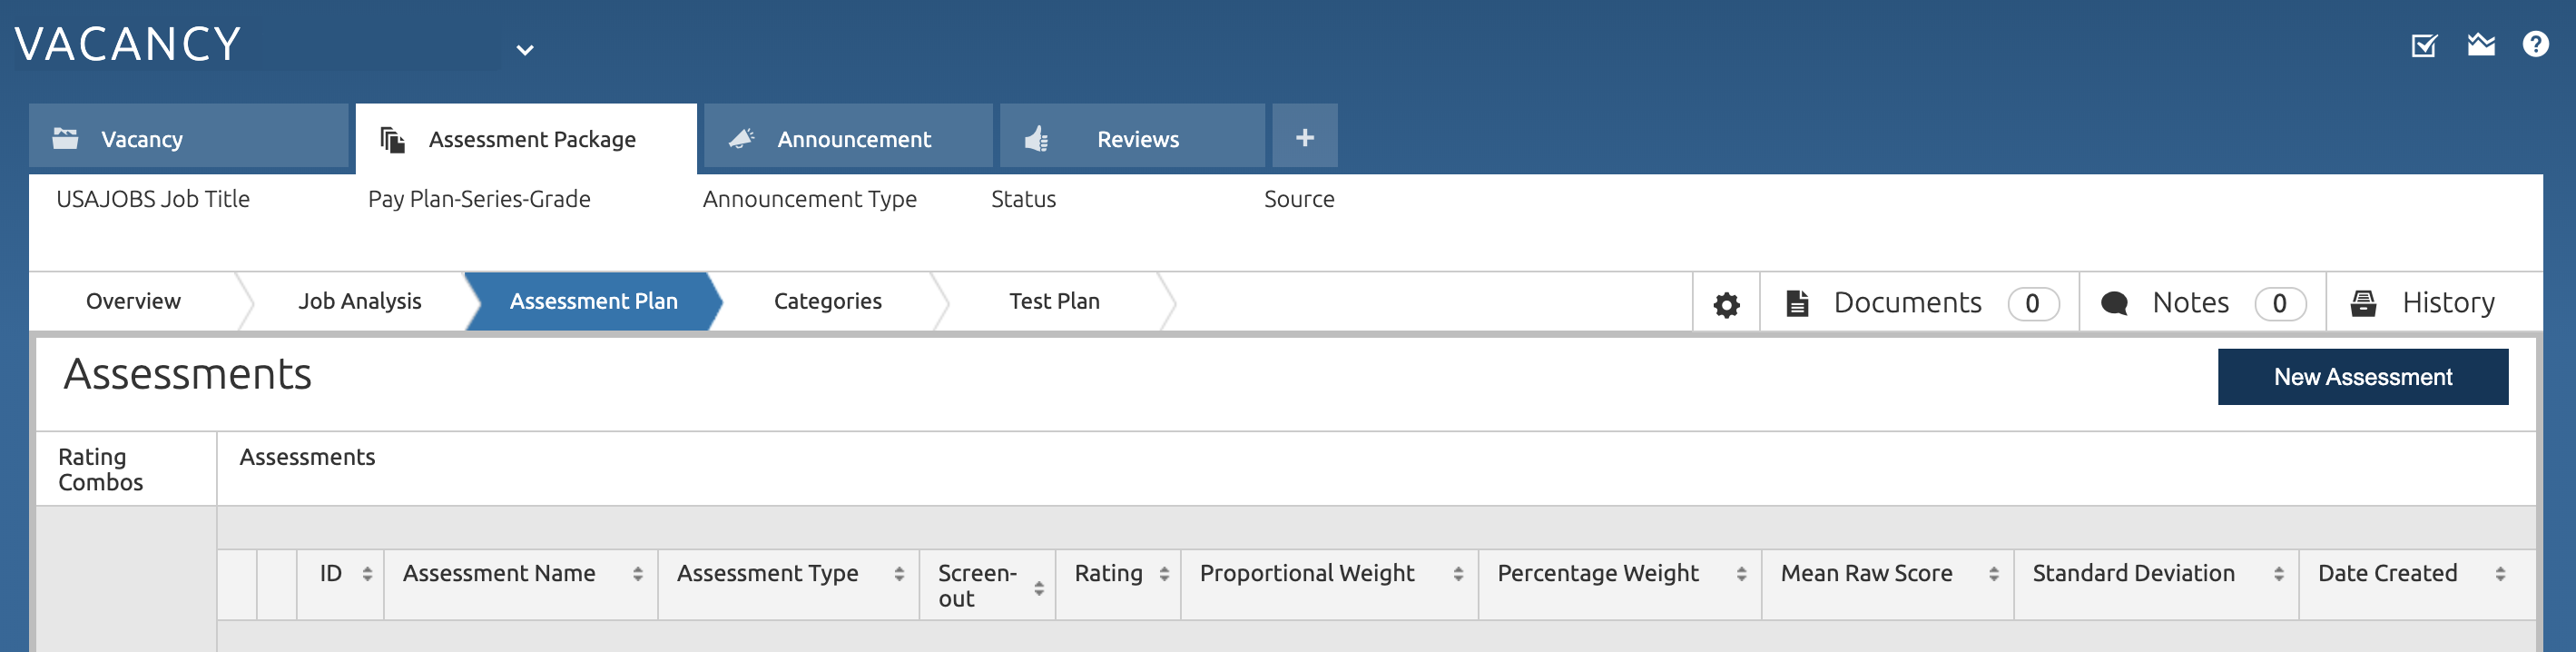 VACANCY
Vacancy Assessment Package Announcement Reviews +
USAJOBS Job Title Pay Plan-Series-Grade Announcement Type Status Source
Overview Job Analysis Assessment Plan Categories Test Plan Documents 0 Notes 0 History
Assessments New Assessment
Rating
Combos
Assessments
ID Assessment Name Assessment Type Screen-
out
Rating Proportional Weight Percentage Weight Mean Raw Score Standard Deviation Date Created